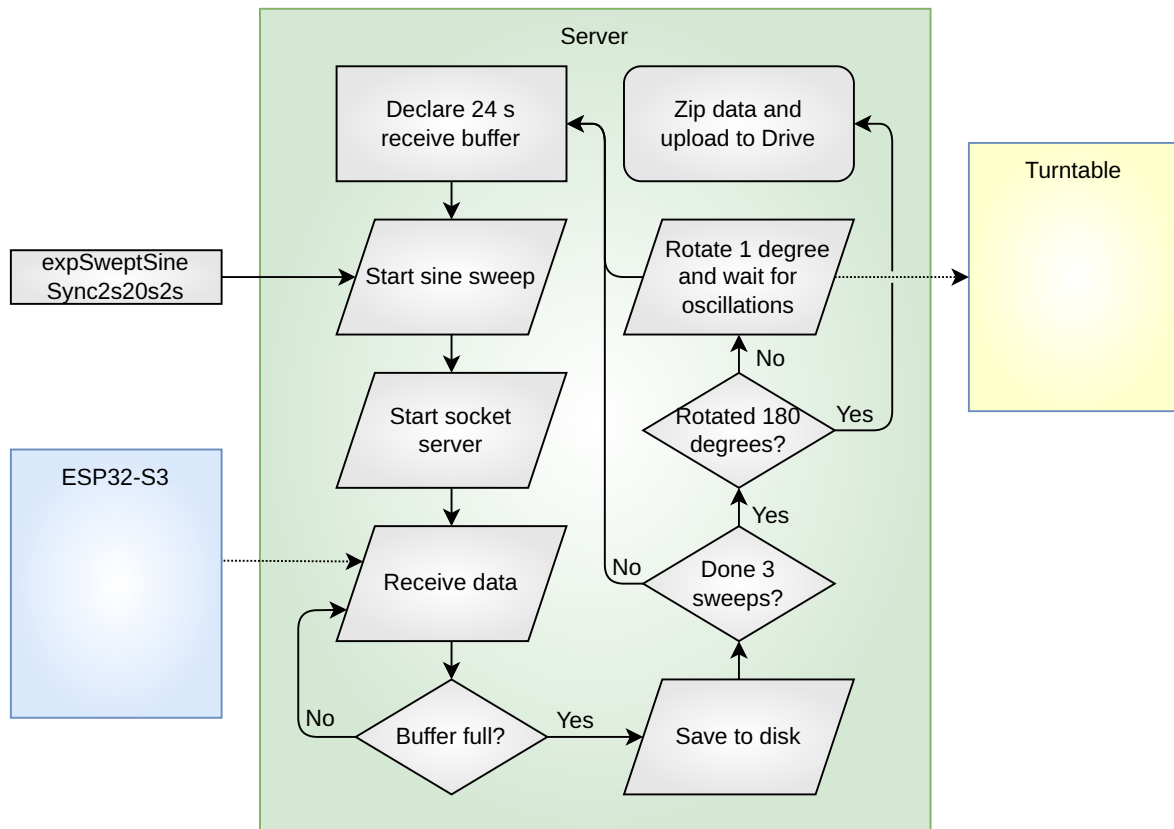 Server
Declare 24 s
receive buffer
Zip data and
upload to Drive
Turntable
expSweptSine
Sync2s20s2s
Start sine sweep
Rotate 1 degree
and wait for
oscillations
No
Start socket
server
Rotated 180
degrees?
Yes
ESP32-S3
Yes
Receive data
No
Done 3
sweeps?
No
Buffer full?
Yes
Save to disk